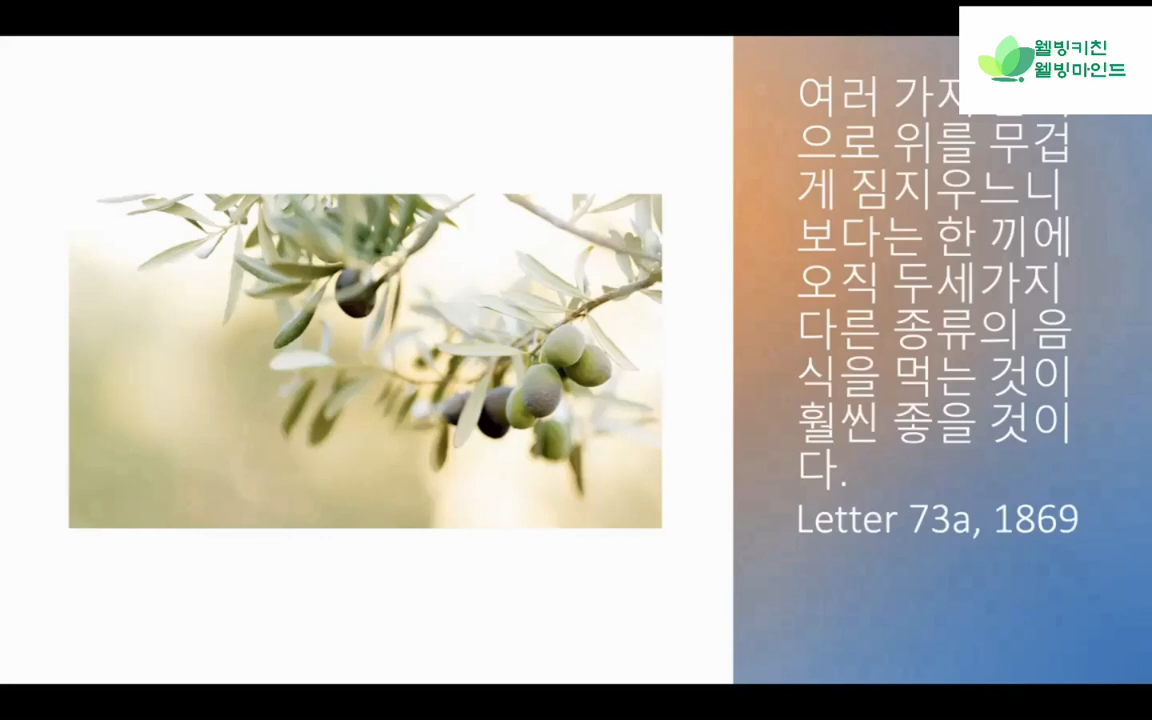 웰빙키친
웰빙마인드
여러 가지
으로 위를 무겁
게 짐지우느니
보다는 한 끼에
오직 두세가지
다른 종류의 음
식을 먹는 것이
훨씬 좋을 것이
다.
Letter 73a, 1869